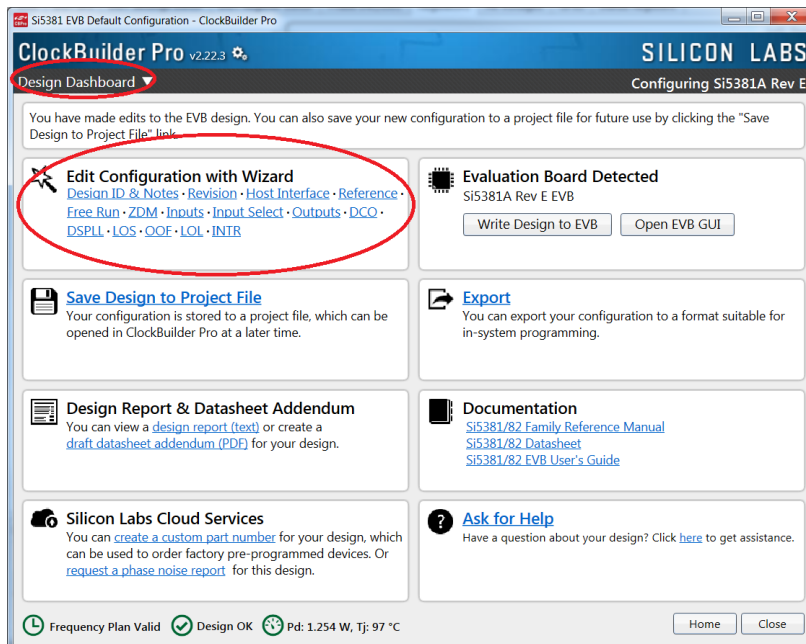 Si5381 EVB Default Configuration - ClockBuilder Pro
ClockBuilder Pro v2.22.3
SILICON LABS
Design Dashboard ▼
Configuring Si5381A Rev E
You have made edits to the EVB design. You can also save your new configuration to a project file for future use by clicking the "Save
Design to Project File" link.
Edit Configuration with Wizard
Design ID & Notes · Revision · Host Interface · Reference ·
Free Run · ZDM · Inputs · Input Select · Outputs · DCO ·
DSPLL · LOS · OOF · LOL · INTR
Evaluation Board Detected
Si5381A Rev E EVB
Write Design to EVB
Open EVB GUI
Save Design to Project File
Your configuration is stored to a project file, which can be
opened in ClockBuilder Pro at a later time.
Export
You can export your configuration to a format suitable for
in-system programming.
Design Report & Datasheet Addendum
You can view a design report (text) or create a
draft datasheet addendum (PDF) for your design.
Documentation
Si5381/82 Family Reference Manual
Si5381/82 Datasheet
Si5381/82 EVB User's Guide
Silicon Labs Cloud Services
You can create a custom part number for your design, which
can be used to order factory pre-programmed devices. Or
request a phase noise report for this design.
Ask for Help
Have a question about your design? Click here to get assistance.
Frequency Plan Valid
Design OK
Pd: 1.254 W, Tj: 97 °C
Home
Close